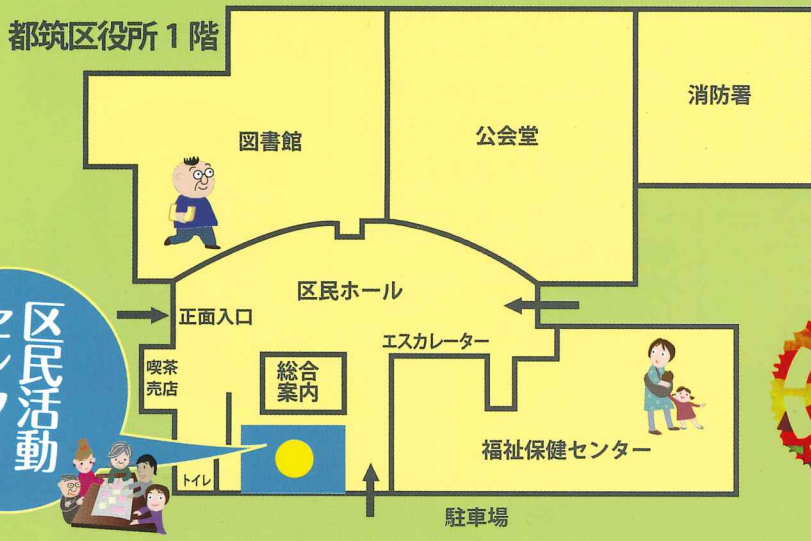 都筑区役所1階
消防署
図書館
公会堂
区民ホール
正面入口
エスカレーター
喫茶
売店
総合
案内
区民活動
セン
福祉保健センター
トイレ
駐車場